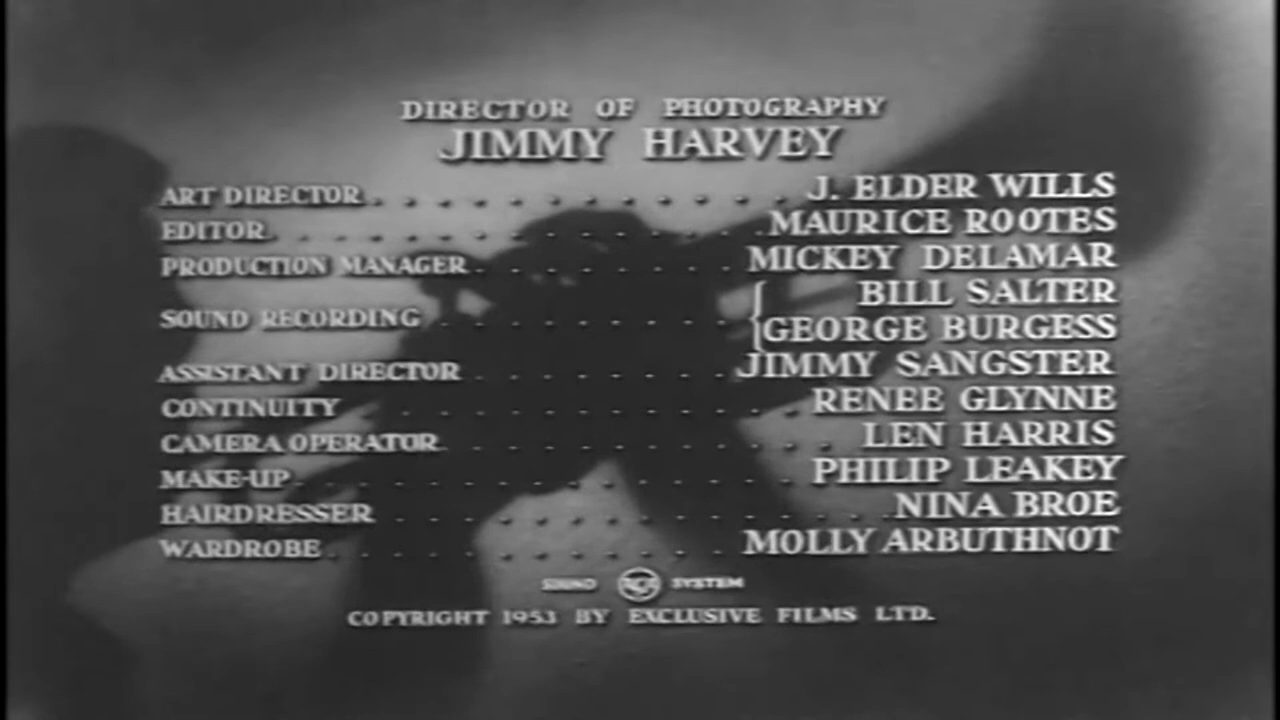 DIRECTOR OF PHOTOGRAPHY
JIMMY HARVEY
ART DIRECTOR . . . . . . . . . . . . J. ELDER WILLS
EDITOR . . . . . . . . . . . . . . MAURICE ROOTES
PRODUCTION MANAGER . . . . . . . . MICKEY DELAMAR
SOUND RECORDING . . . . . . . . { BILL SALTER
GEORGE BURGESS
ASSISTANT DIRECTOR . . . . . . . . JIMMY SANGSTER
CONTINUITY . . . . . . . . . . . . RENEE GLYNNE
CAMERA OPERATOR . . . . . . . . . . . LEN HARRIS
MAKE-UP . . . . . . . . . . . . . . PHILIP LEAKEY
HAIRDRESSER . . . . . . . . . . . . . . NINA BROE
WARDROBE . . . . . . . . . . . . MOLLY ARBUTHNOT
SOUND RCA SYSTEM
COPYRIGHT 1953 BY EXCLUSIVE FILMS LTD.